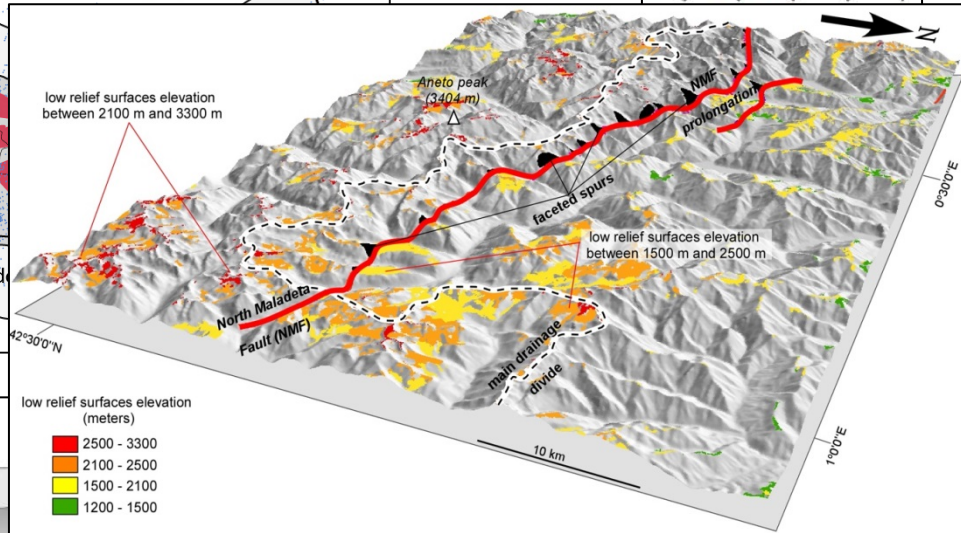 N
low relief surfaces elevation
between 2100 m and 3300 m
Aneto peak
(3404 m)
NMF
prolongation
faceted spurs
low relief surfaces elevation
between 1500 m and 2500 m
0°30'0"E
North Maladeta
Fault (NMF)
42°30'0"N
main drainage
divide
10 km
1°0'0"E
low relief surfaces elevation
(meters)
2500 - 3300
2100 - 2500
1500 - 2100
1200 - 1500